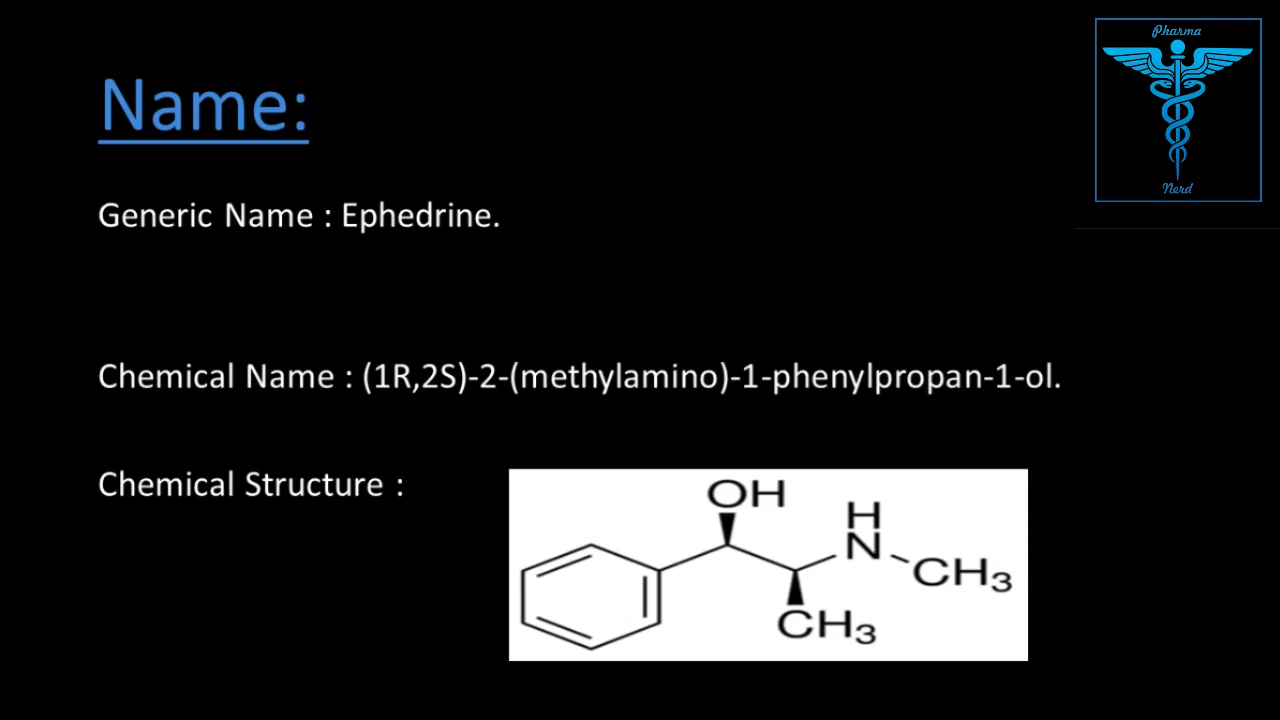 Pharma
Nerd
Name:
Generic Name : Ephedrine.
Chemical Name : (1R,2S)-2-(methylamino)-1-phenylpropan-1-ol.
Chemical Structure :
OH
H
N
CH3
CH3